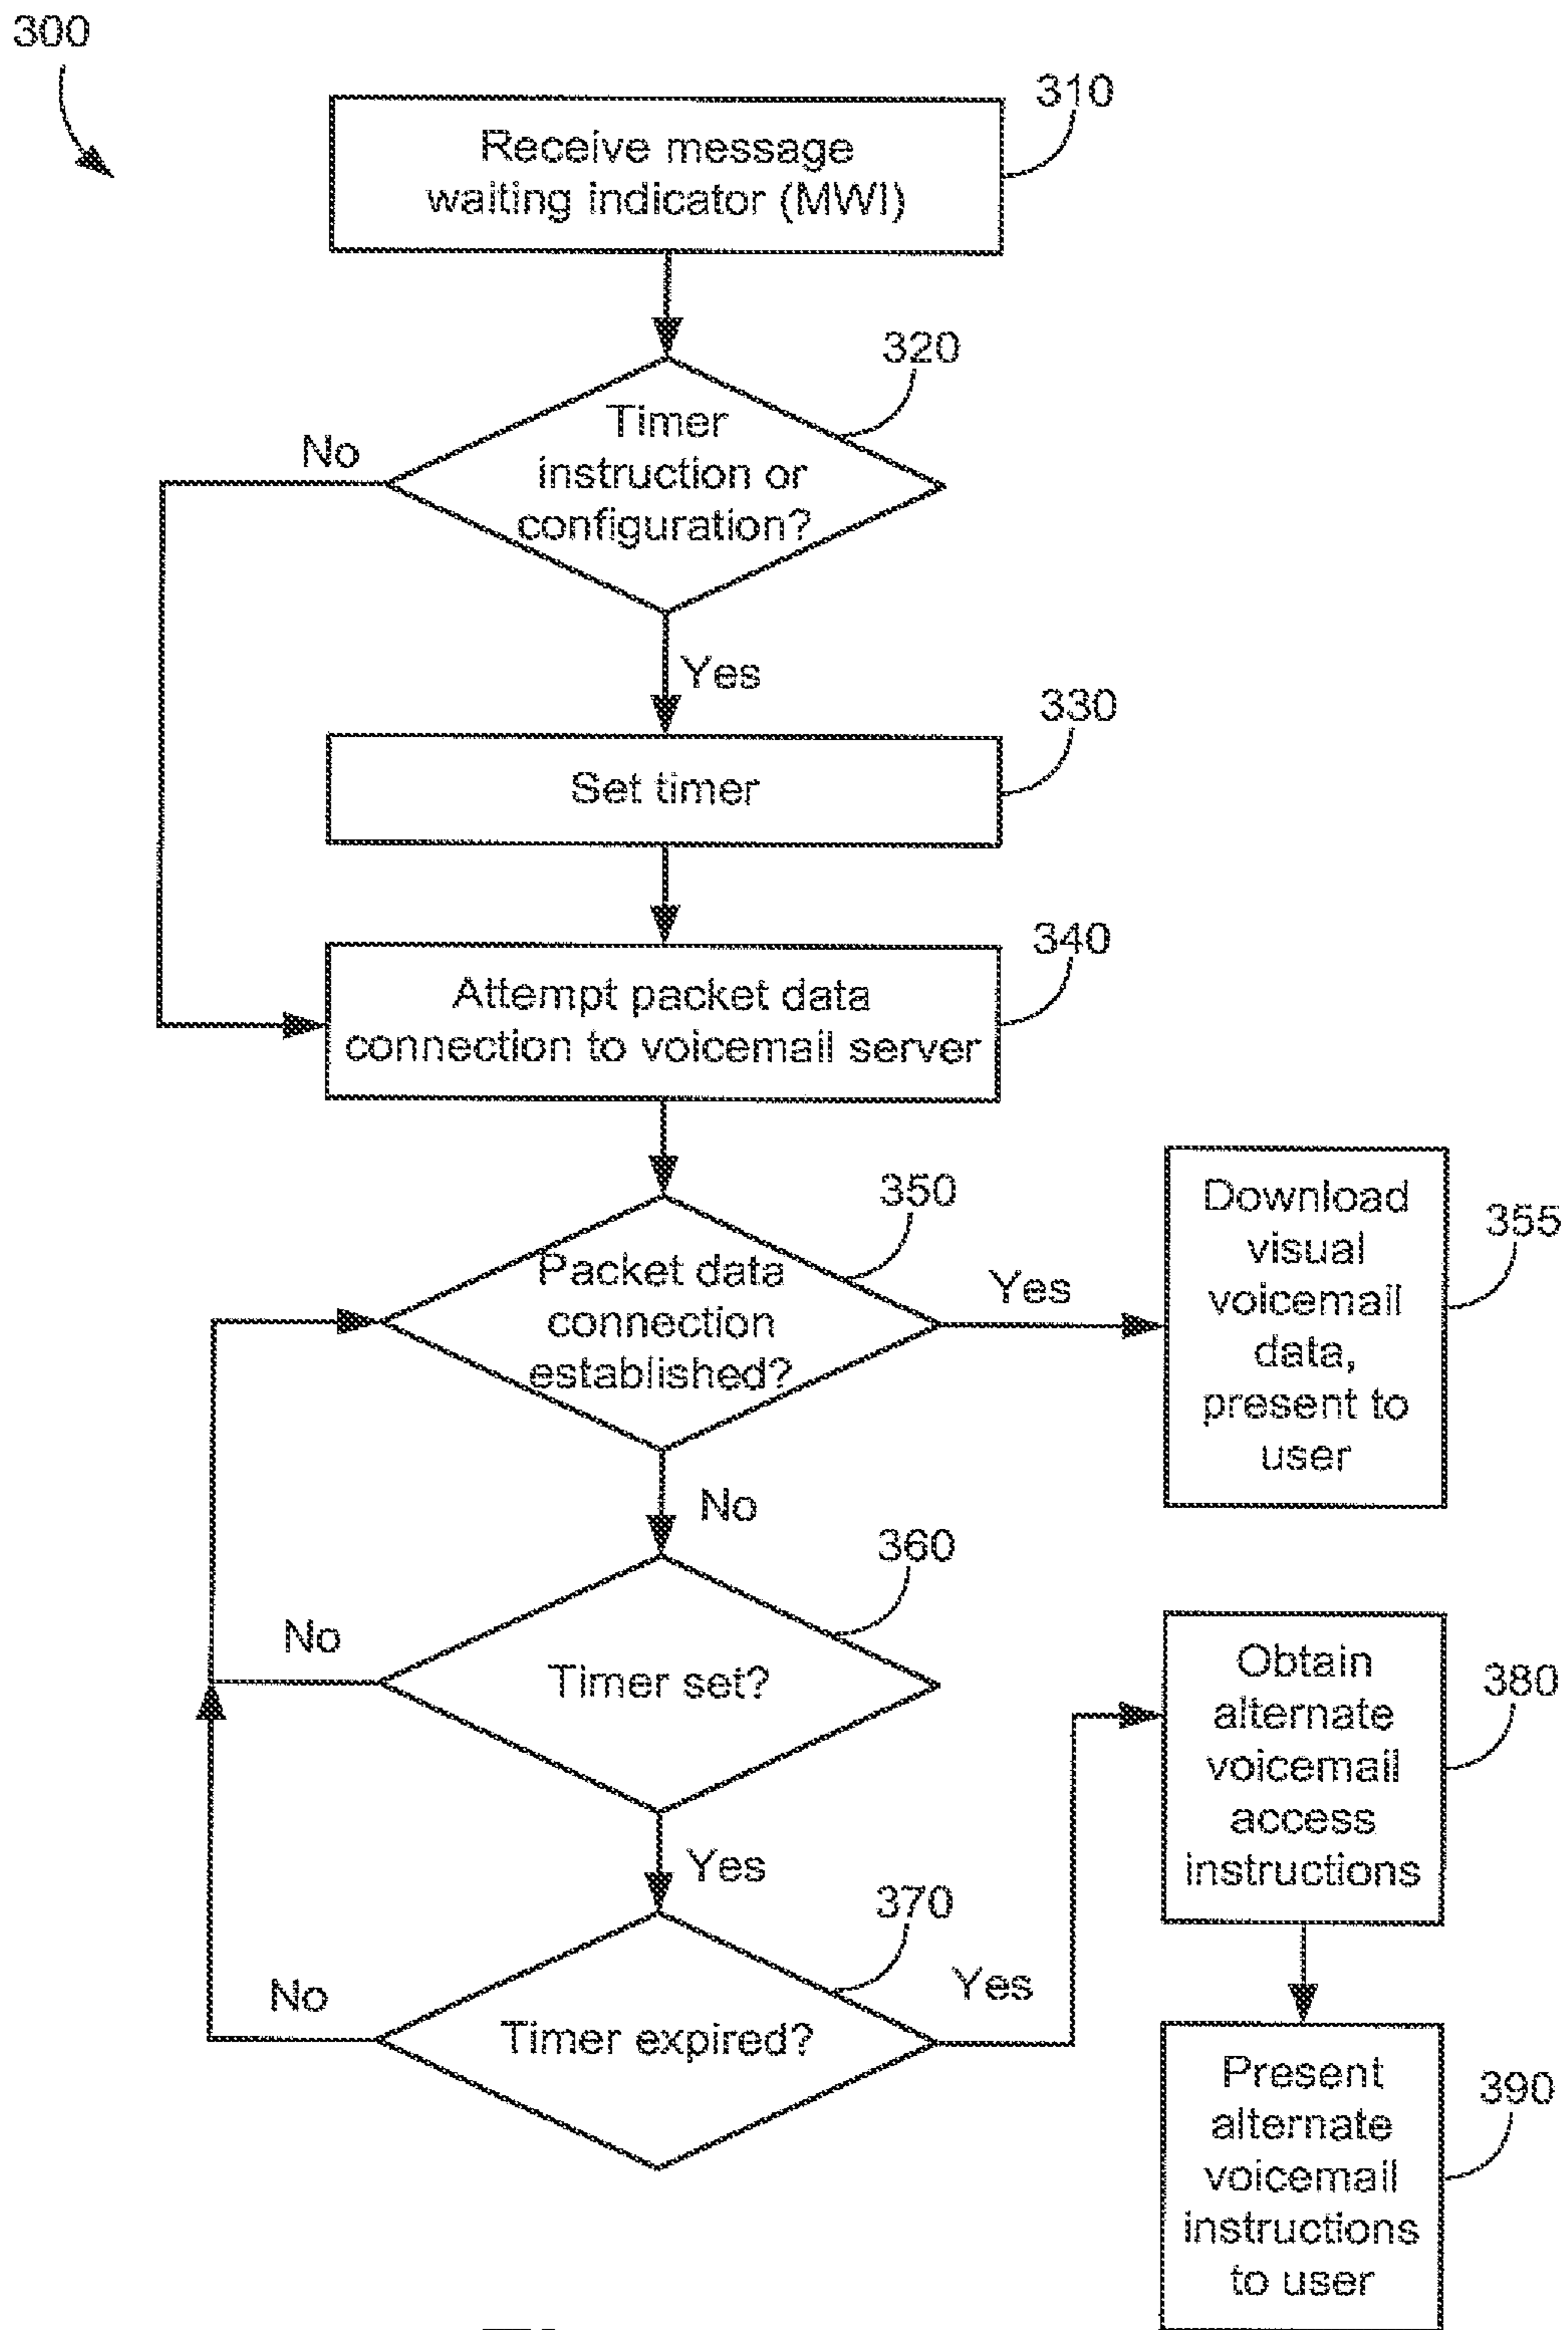 300
310
Receive message
waiting indicator (MWI)
320
Timer
instruction or
configuration?
No
Yes
330
Set timer
340
Attempt packet data
connection to voicemail server
350
Packet data
connection
established?
Yes
355
Download
visual
voicemail
data,
present to
user
No
360
Timer set?
No
Yes
380
Obtain
alternate
voicemail
access
instructions
370
Timer expired?
No
Yes
390
Present
alternate
voicemail
instructions
to user